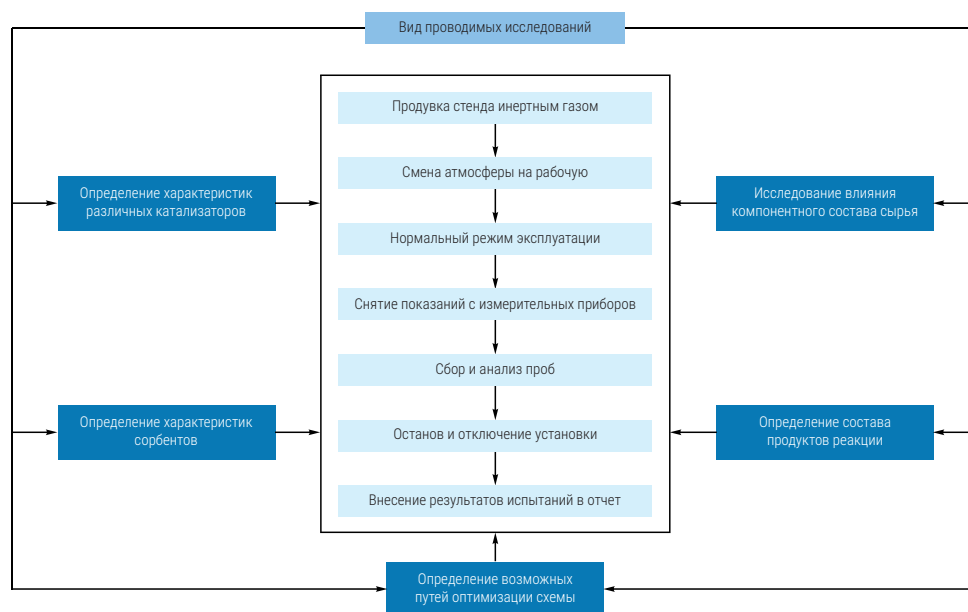 Вид проводимых исследований
Продувка стенда инертным газом
Смена атмосферы на рабочую
Определение характеристик
различных катализаторов
Исследование влияния
компонентного состава сырья
Нормальный режим эксплуатации
Снятие показаний с измерительных приборов
Сбор и анализ проб
Определение характеристик
сорбентов
Останов и отключение установки
Определение состава
продуктов реакции
Внесение результатов испытаний в отчет
Определение возможных
путей оптимизации схемы